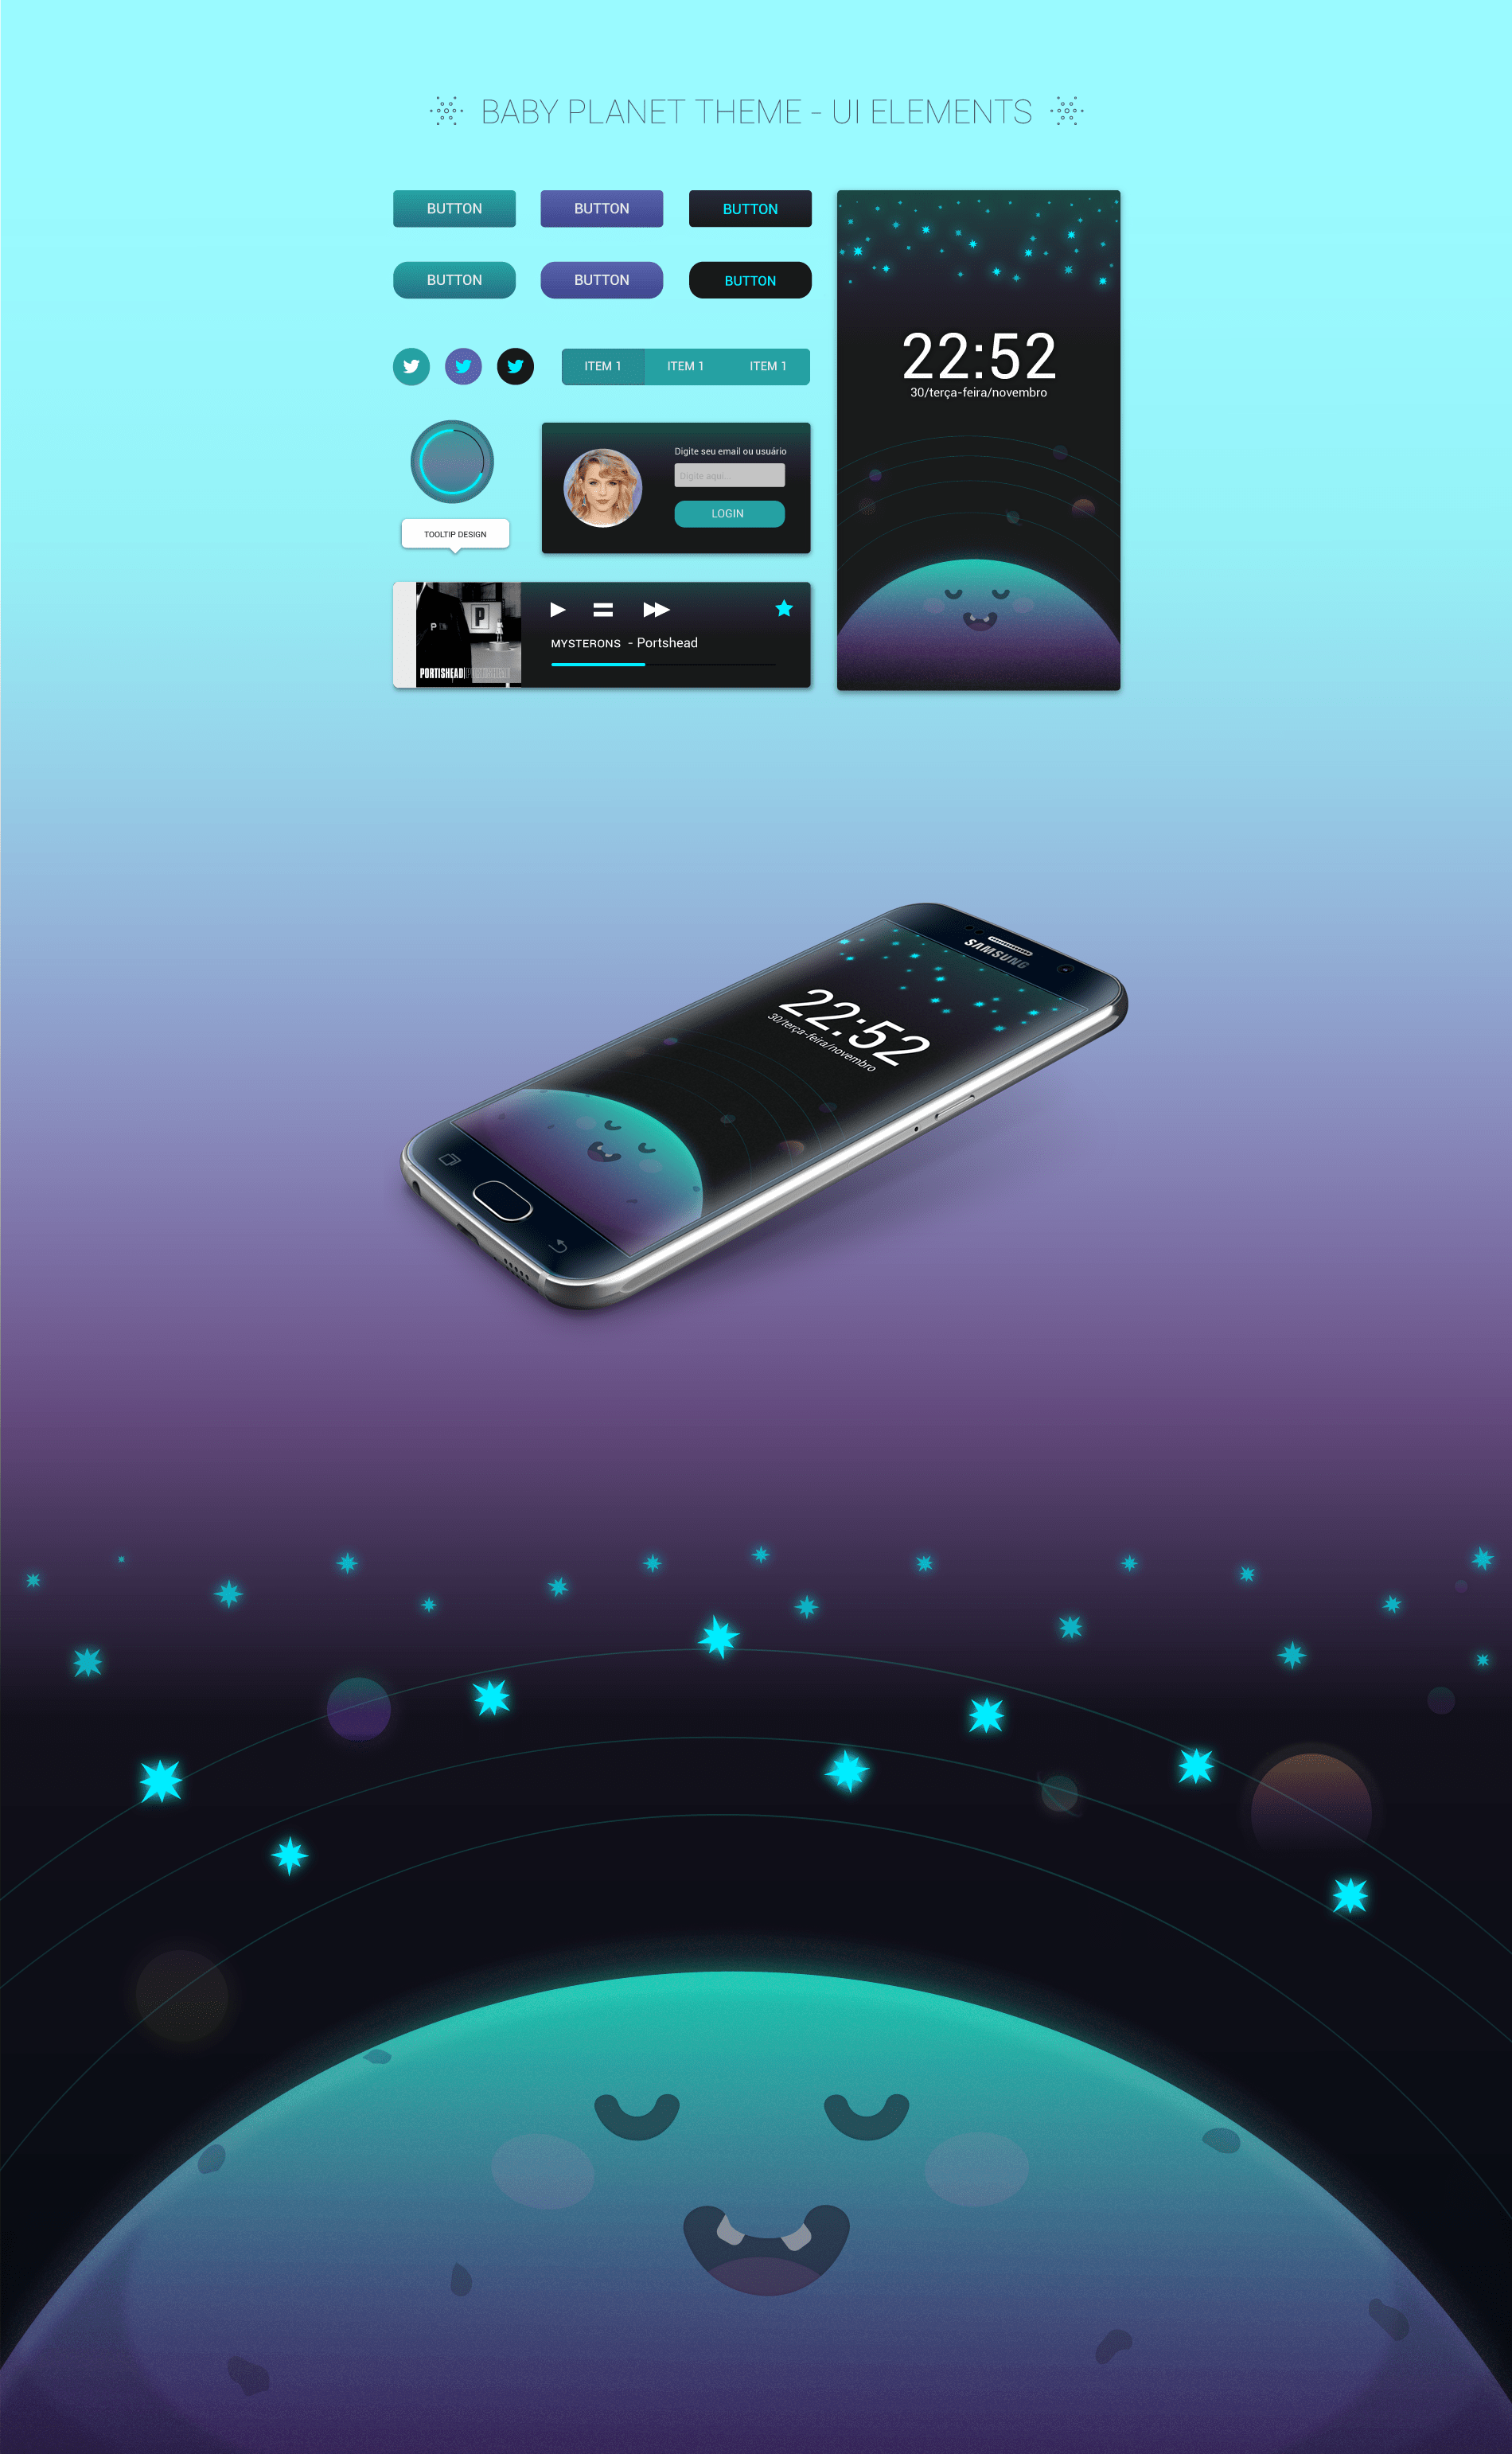 BABY PLANET THEME - UI ELEMENTS
BUTTON
BUTTON
BUTTON
BUTTON
BUTTON
BUTTON
ITEM 1
ITEM 1
ITEM 1
TOOLTIP DESIGN
Digite seu email ou usuário
Digite aqui...
LOGIN
P
P
PORTISHEAD
MYSTERONS - Portshead
22:52
30/terça-feira/novembro
SAMSUNG
22:52
30/terça-feira/novembro